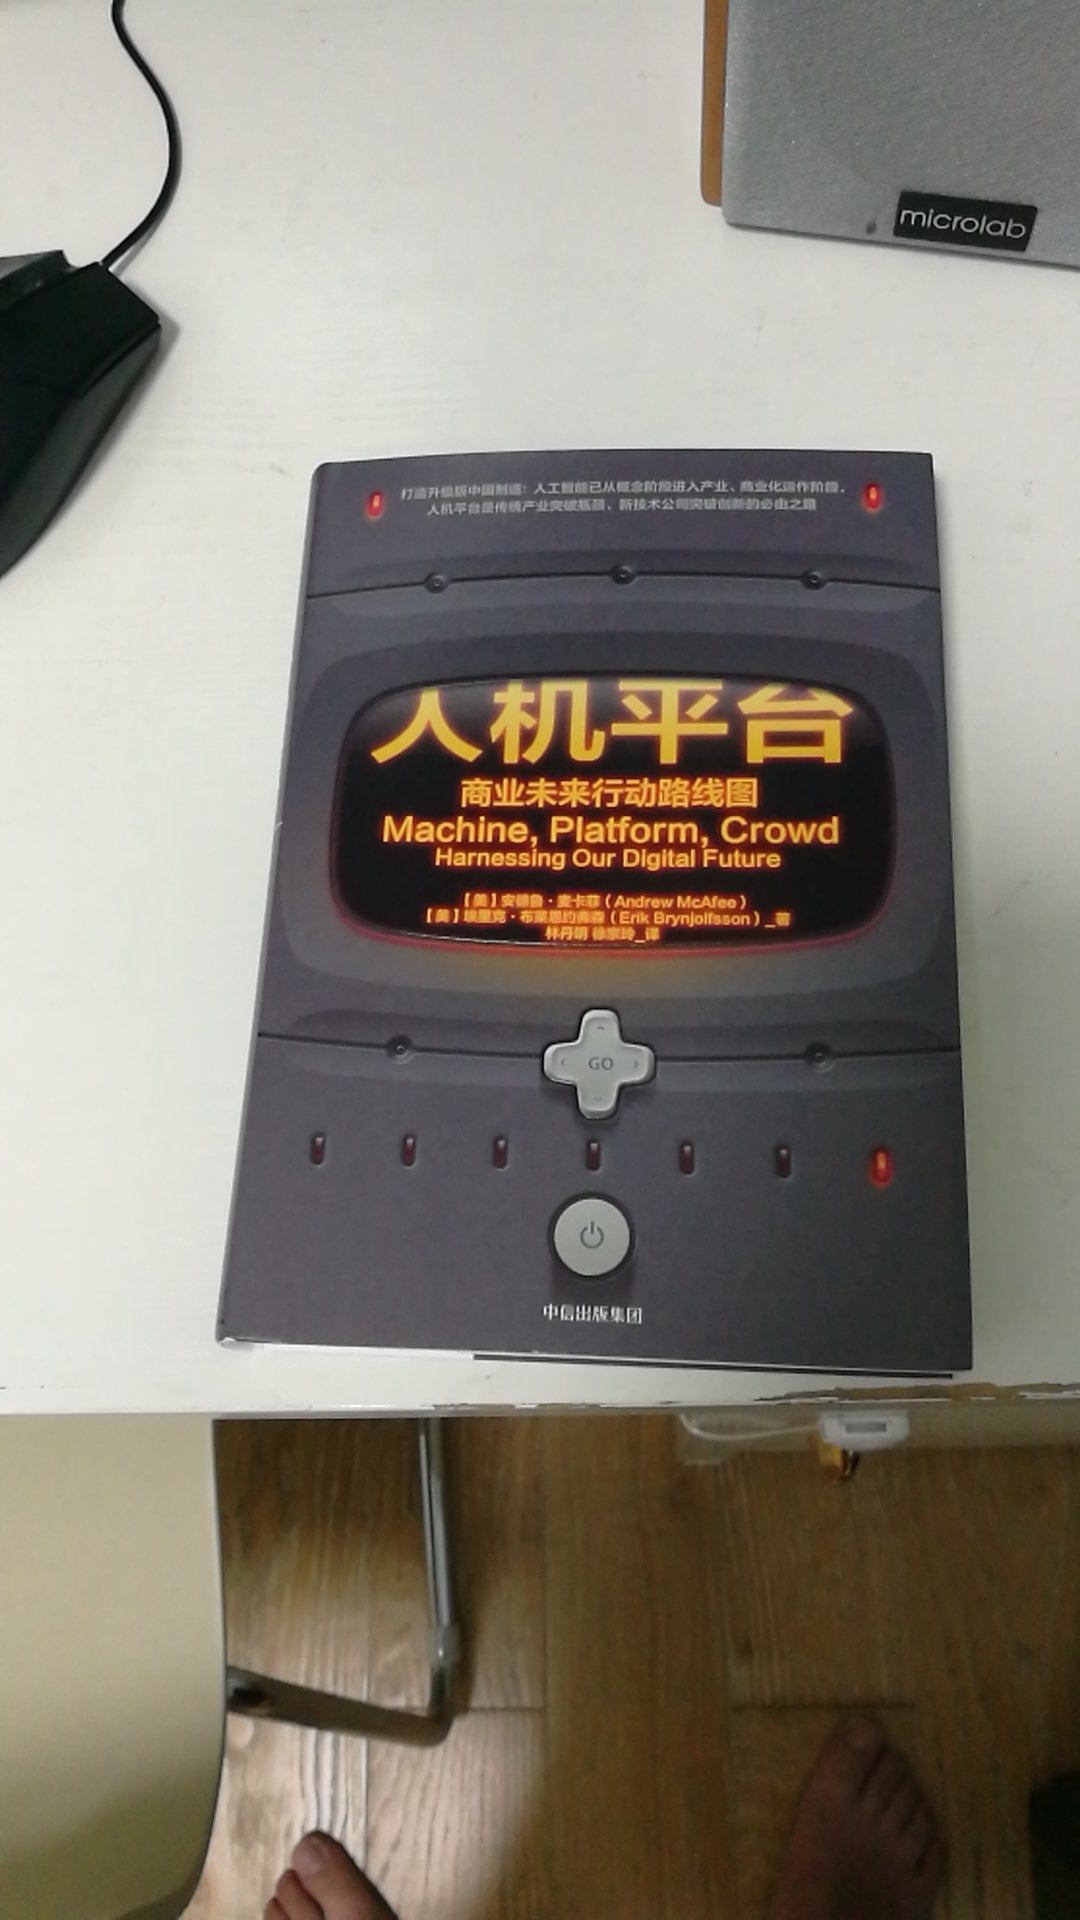 microlab
打造升级版中国制造：人工智能已从概念阶段进入产业、商业化运作阶段，
人机平台是传统产业突破瓶颈、新技术公司突破创新的必由之路
人机平台
商业未来行动路线图
Machine, Platform, Crowd
Harnessing Our Digital Future
【美】安德鲁·麦卡菲（Andrew McAfee）
【美】埃里克·布莱恩约弗森（Erik Brynjolfsson）_著
林丹明 徐宗玲_译
GO
中信出版集团